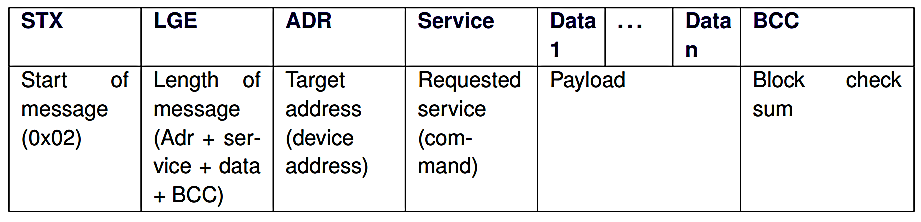 STX LGE ADR Service Data 1 ... Data n BCC
Start of message (0x02)
Length of message (Adr + ser-vice + data + BCC)
Target address (device address)
Requested service (com-mand)
Payload
Block check sum